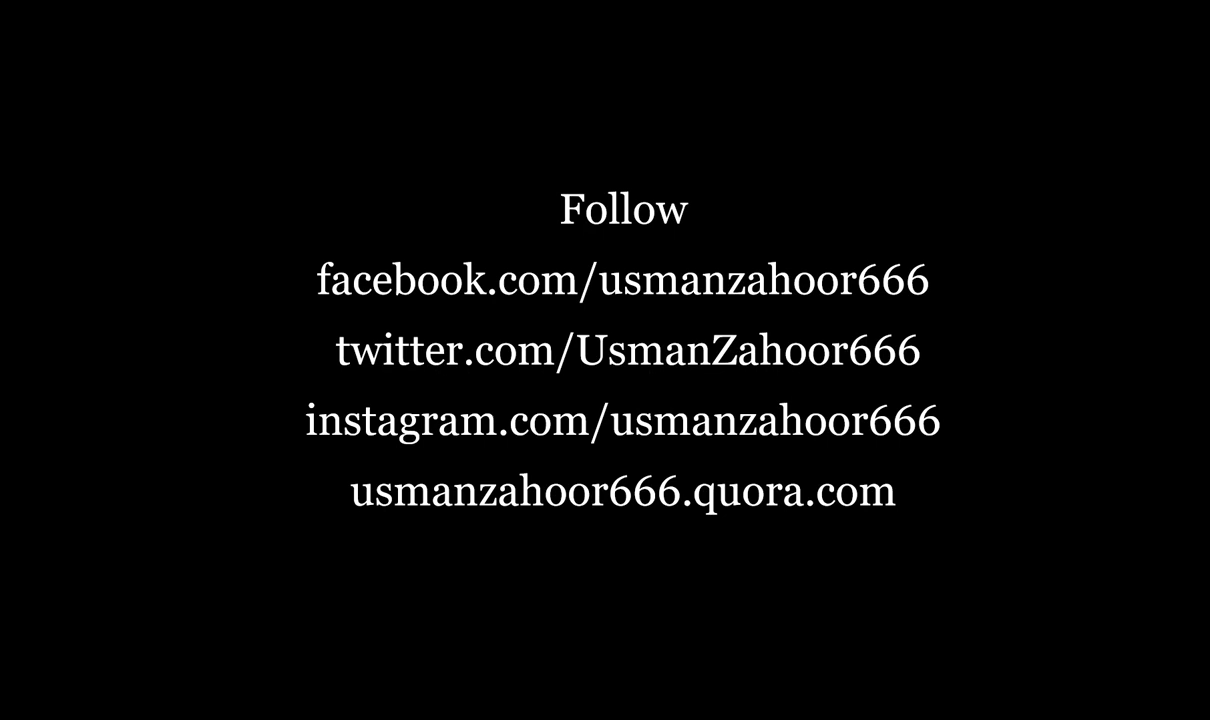 Follow
facebook.com/usmanzahoor666
twitter.com/UsmanZahoor666
instagram.com/usmanzahoor666
usmanzahoor666.quora.com